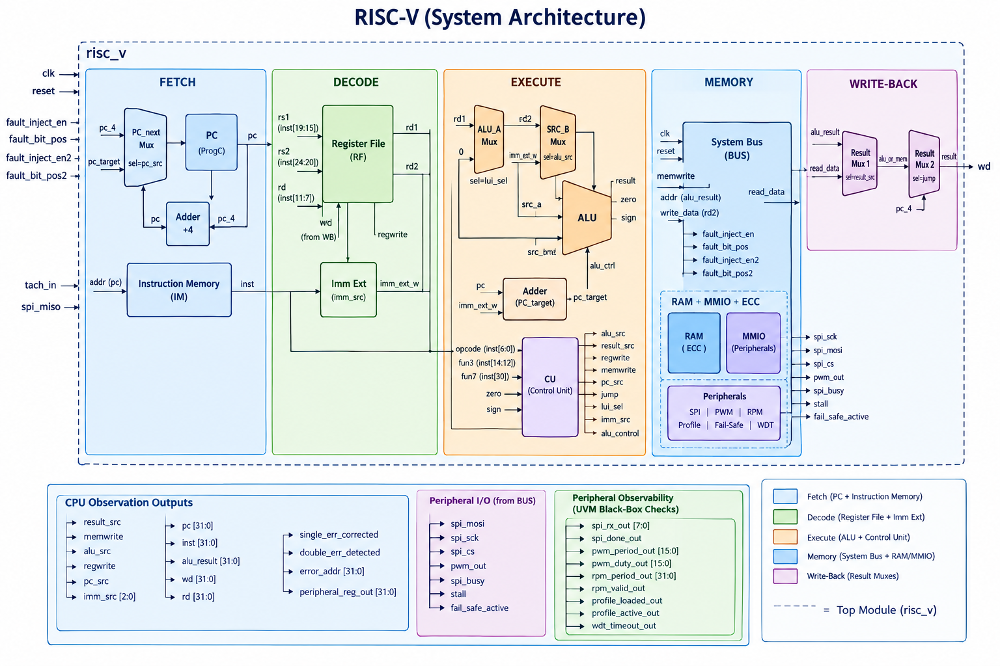 RISC-V (System Architecture)
risc_v
clk
reset
fault_inject_en
fault_bit_pos
fault_inject_en2
fault_bit_pos2
tach_in
spi_miso
FETCH
pc_4
pc_target
PC_next
Mux
sel=pc_src
PC
(ProgC)
pc
pc
Adder
+4
pc_4
addr (pc)
Instruction Memory
(IM)
inst
DECODE
rs1
(inst[19:15])
rs2
(inst[24:20])
rd
(inst[11:7])
Register File
(RF)
rd1
rd2
wd
(from WB)
regwrite
Imm Ext
(imm_src)
imm_ext_w
EXECUTE
rd1
0
ALU_A
Mux
sel=lui_sel
rd2
imm_ext_w
SRC_B
Mux
sel=alu_src
src_a
ALU
result
zero
sign
alu_ctrl
pc
imm_ext_w
Adder
(PC_target)
pc_target
opcode (inst[6:0])
fun3 (inst[14:12])
fun7 (inst[30])
zero
sign
CU
(Control Unit)
alu_src
result_src
regwrite
memwrite
pc_src
jump
lui_sel
imm_src
alu_control
MEMORY
clk
reset
memwrite
addr (alu_result)
write_data (rd2)
System Bus
(BUS)
read_data
fault_inject_en
fault_bit_pos
fault_inject_en2
fault_bit_pos2
RAM + MMIO + ECC
RAM
( ECC )
MMIO
(Peripherals)
Peripherals
SPI | PWM | RPM
Profile | Fail-Safe | WDT
spi_sck
spi_mosi
spi_cs
pwm_out
spi_busy
stall
fail_safe_active
WRITE-BACK
alu_result
read_data
Result
Mux 1
sel=result_src
alu_or_mem
Result
Mux 2
sel=jump
result
pc_4
wd
CPU Observation Outputs
result_src
memwrite
alu_src
regwrite
pc_src
imm_src [2:0]
pc [31:0]
inst [31:0]
alu_result [31:0]
wd [31:0]
rd [31:0]
single_err_corrected
double_err_detected
error_addr [31:0]
peripheral_reg_out [31:0]
Peripheral I/O (from BUS)
spi_mosi
spi_sck
spi_cs
pwm_out
spi_busy
stall
fail_safe_active
Peripheral Observability
(UVM Black-Box Checks)
spi_rx_out [7:0]
spi_done_out
pwm_period_out [15:0]
pwm_duty_out [15:0]
rpm_period_out [31:0]
rpm_valid_out
profile_loaded_out
profile_active_out
wdt_timeout_out
Fetch (PC + Instruction Memory)
Decode (Register File + Imm Ext)
Execute (ALU + Control Unit)
Memory (System Bus + RAM/MMIO)
Write-Back (Result Muxes)
= Top Module (risc_v)